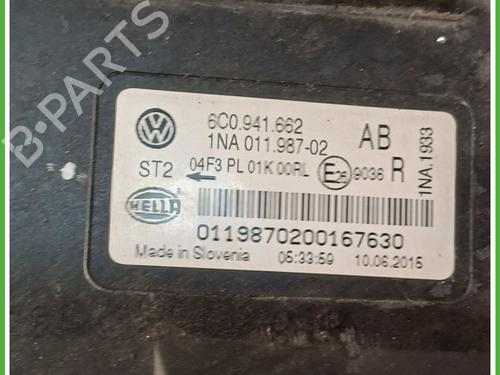 6C0.941.662 AB
1NA 011.987-02
ST2 04F3 PL 01K 00RL E26 9036 R
1NA.1933
HELLA
0119870200167630
Made in Slovenia 05:33:59 10.06.2015